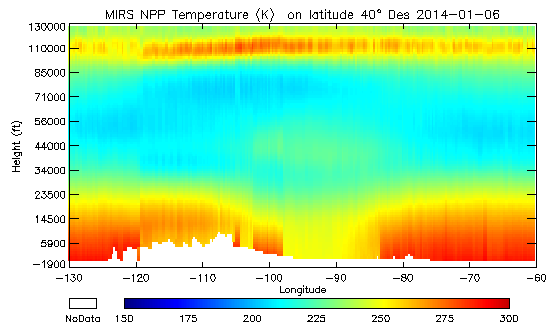 MIRS NPP Temperature (K) on latitude 40° Des 2014-01-06
130000
110000
85000
71000
56000
44000
34000
23500
14500
5900
-1900
Height (ft)
-130 -120 -110 -100 -90 -80 -70 -60
Longitude
NoData 150 175 200 225 250 275 300